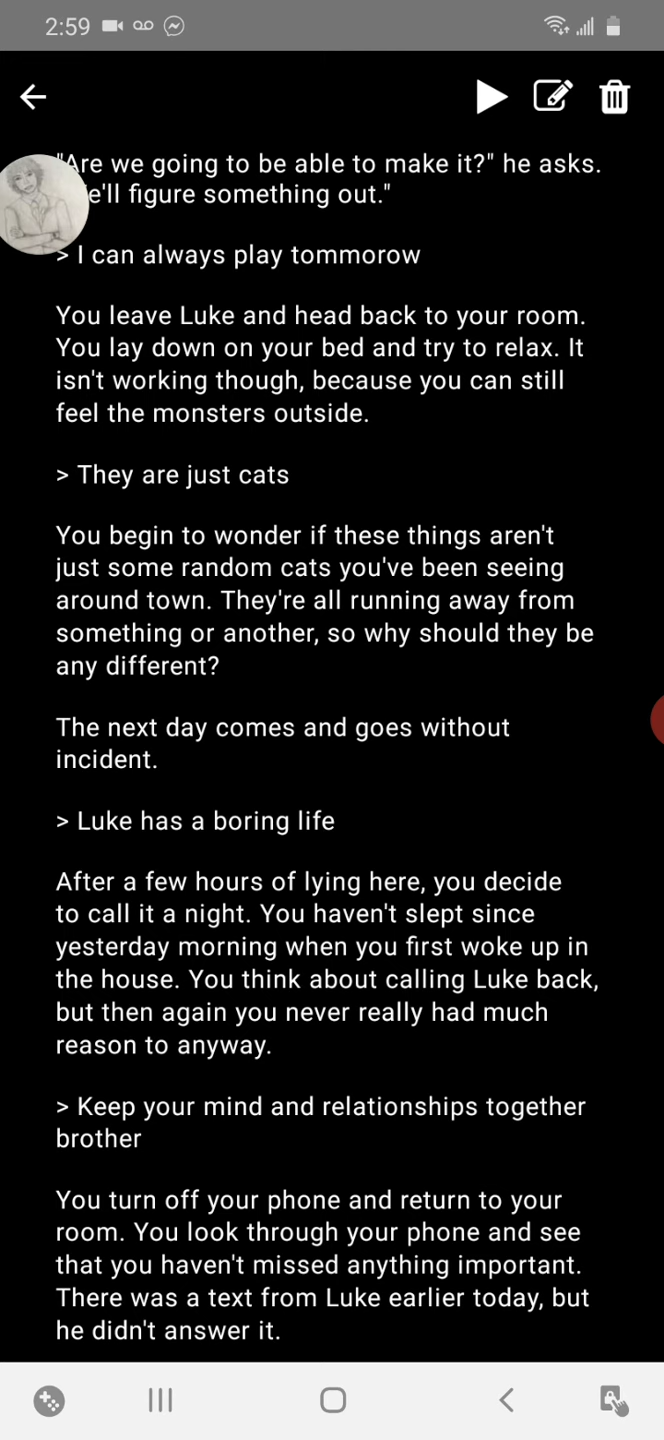 2:59
"Are we going to be able to make it?" he asks.
e'll figure something out."
> I can always play tommorow
You leave Luke and head back to your room.
You lay down on your bed and try to relax. It
isn't working though, because you can still
feel the monsters outside.
> They are just cats
You begin to wonder if these things aren't
just some random cats you've been seeing
around town. They're all running away from
something or another, so why should they be
any different?
The next day comes and goes without
incident.
> Luke has a boring life
After a few hours of lying here, you decide
to call it a night. You haven't slept since
yesterday morning when you first woke up in
the house. You think about calling Luke back,
but then again you never really had much
reason to anyway.
> Keep your mind and relationships together
brother
You turn off your phone and return to your
room. You look through your phone and see
that you haven't missed anything important.
There was a text from Luke earlier today, but
he didn't answer it.